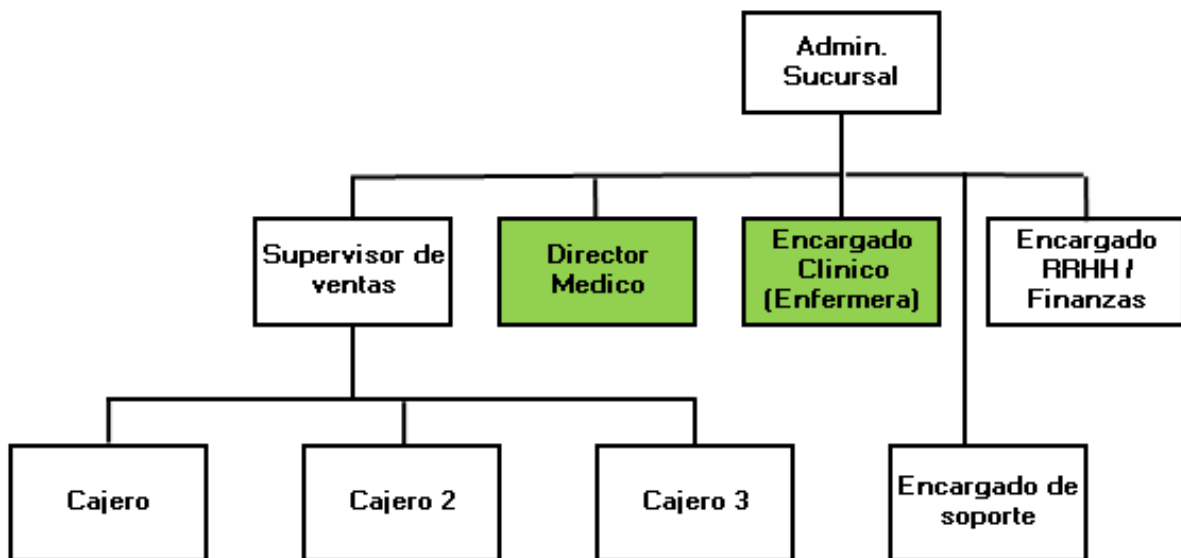 Admin.
Sucursal
Supervisor de
ventas
Director
Medico
Encargado
Clinico
(Enfermera)
Encargado
RRHH /
Finanzas
Cajero
Cajero 2
Cajero 3
Encargado de
soporte